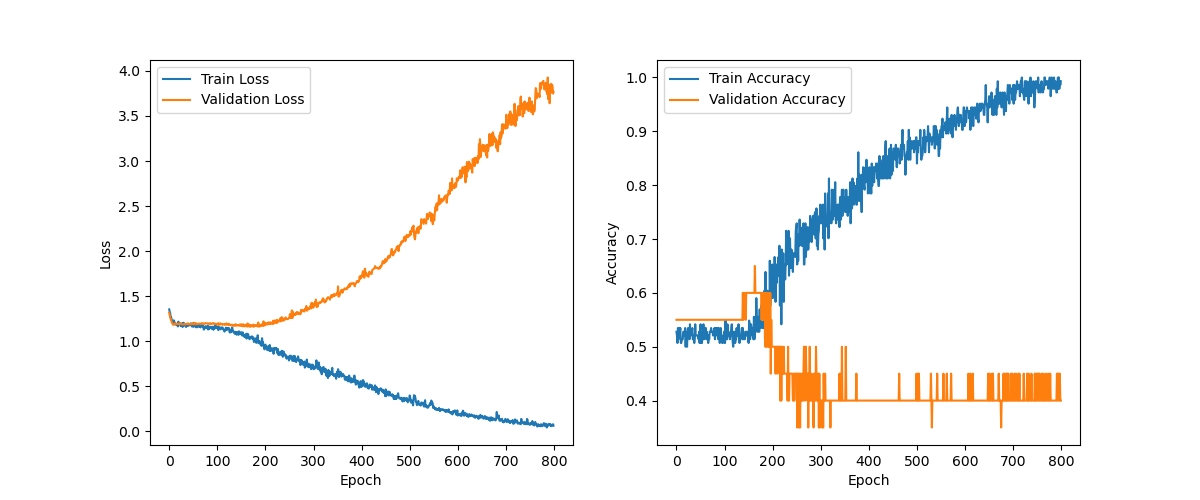 Train Loss
Validation Loss
4.0
3.5
3.0
2.5
2.0
1.5
1.0
0.5
0.0
Loss
0 100 200 300 400 500 600 700 800
Epoch
Train Accuracy
Validation Accuracy
1.0
0.9
0.8
0.7
0.6
0.5
0.4
Accuracy
0 100 200 300 400 500 600 700 800
Epoch